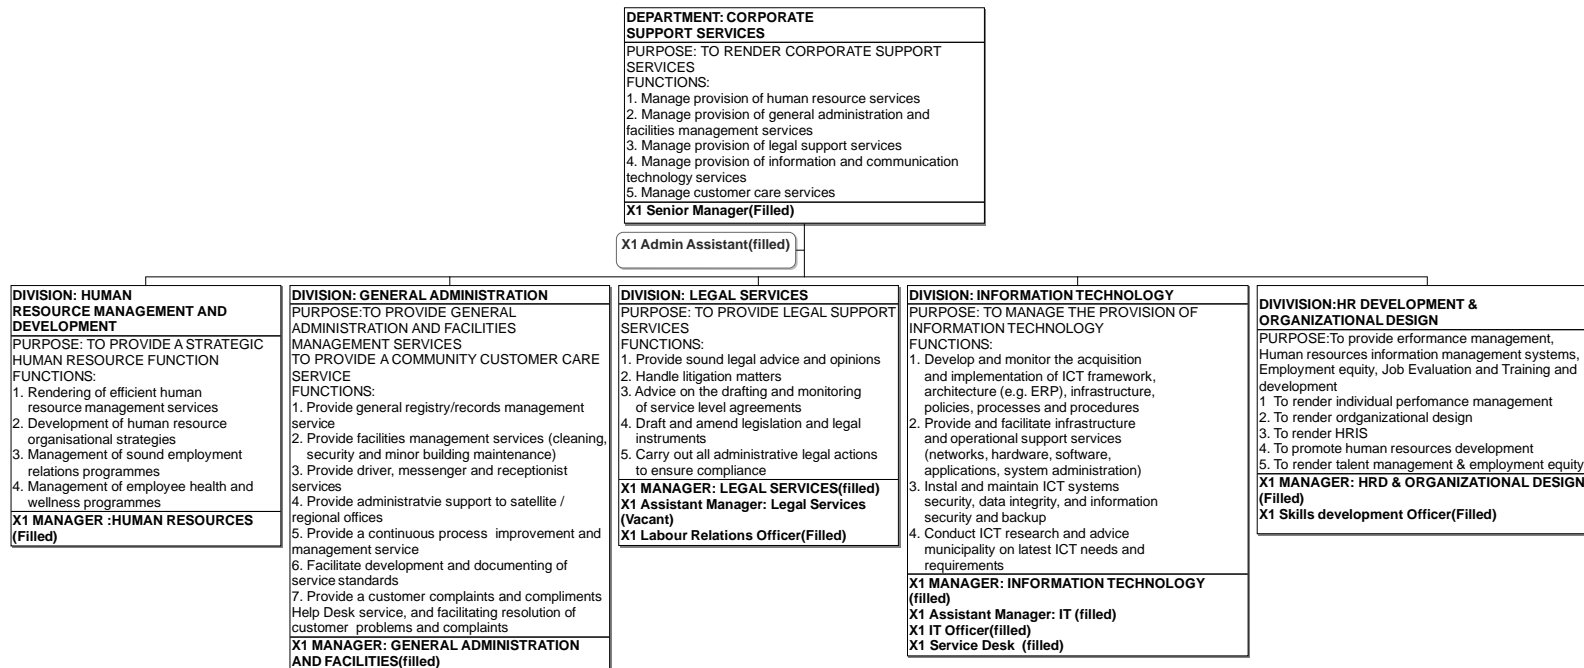 DEPARTMENT: CORPORATE
SUPPORT SERVICES
PURPOSE: TO RENDER CORPORATE SUPPORT
SERVICES
FUNCTIONS:
1. Manage provision of human resource services
2. Manage provision of general administration and
facilities management services
3. Manage provision of legal support services
4. Manage provision of information and communication
technology services
5. Manage customer care services
X1 Senior Manager(Filled)
X1 Admin Assistant(filled)
DIVISION: HUMAN
RESOURCE MANAGEMENT AND
DEVELOPMENT
PURPOSE: TO PROVIDE A STRATEGIC
HUMAN RESOURCE FUNCTION
FUNCTIONS:
1. Rendering of efficient human
resource management services
2. Development of human resource
organisational strategies
3. Management of sound employment
relations programmes
4. Management of employee health and
wellness programmes
X1 MANAGER :HUMAN RESOURCES
(Filled)
DIVISION: GENERAL ADMINISTRATION
PURPOSE:TO PROVIDE GENERAL
ADMINISTRATION AND FACILITIES
MANAGEMENT SERVICES
TO PROVIDE A COMMUNITY CUSTOMER CARE
SERVICE
FUNCTIONS:
1. Provide general registry/records management
service
2. Provide facilities management services (cleaning,
security and minor building maintenance)
3. Provide driver, messenger and receptionist
services
4. Provide administratvie support to satellite /
regional offices
5. Provide a continuous process improvement and
management service
6. Facilitate development and documenting of
service standards
7. Provide a customer complaints and compliments
Help Desk service, and facilitating resolution of
customer problems and complaints
X1 MANAGER: GENERAL ADMINISTRATION
AND FACILITIES(filled)
DIVISION: LEGAL SERVICES
PURPOSE: TO PROVIDE LEGAL SUPPORT
SERVICES
FUNCTIONS:
1. Provide sound legal advice and opinions
2. Handle litigation matters
3. Advice on the drafting and monitoring
of service level agreements
4. Draft and amend legislation and legal
instruments
5. Carry out all administrative legal actions
to ensure compliance
X1 MANAGER: LEGAL SERVICES(filled)
X1 Assistant Manager: Legal Services
(Vacant)
X1 Labour Relations Officer(Filled)
DIVISION: INFORMATION TECHNOLOGY
PURPOSE: TO MANAGE THE PROVISION OF
INFORMATION TECHNOLOGY
FUNCTIONS:
1. Develop and monitor the acquisition
and implementation of ICT framework,
architecture (e.g. ERP), infrastructure,
policies, processes and procedures
2. Provide and facilitate infrastructure
and operational support services
(networks, hardware, software,
applications, system administration)
3. Instal and maintain ICT systems
security, data integrity, and information
security and backup
4. Conduct ICT research and advice
municipality on latest ICT needs and
requirements
X1 MANAGER: INFORMATION TECHNOLOGY
(filled)
X1 Assistant Manager: IT (filled)
X1 IT Officer(filled)
X1 Service Desk (filled)
DIVIVISION:HR DEVELOPMENT &
ORGANIZATIONAL DESIGN
PURPOSE:To provide erformance management,
Human resources information management systems,
Employment equity, Job Evaluation and Training and
development
1 To render individual perfomance management
2. To render ordganizational design
3. To render HRIS
4. To promote human resources development
5. To render talent management & employment equity
X1 MANAGER: HRD & ORGANIZATIONAL DESIGN
(Filled)
X1 Skills development Officer(Filled)